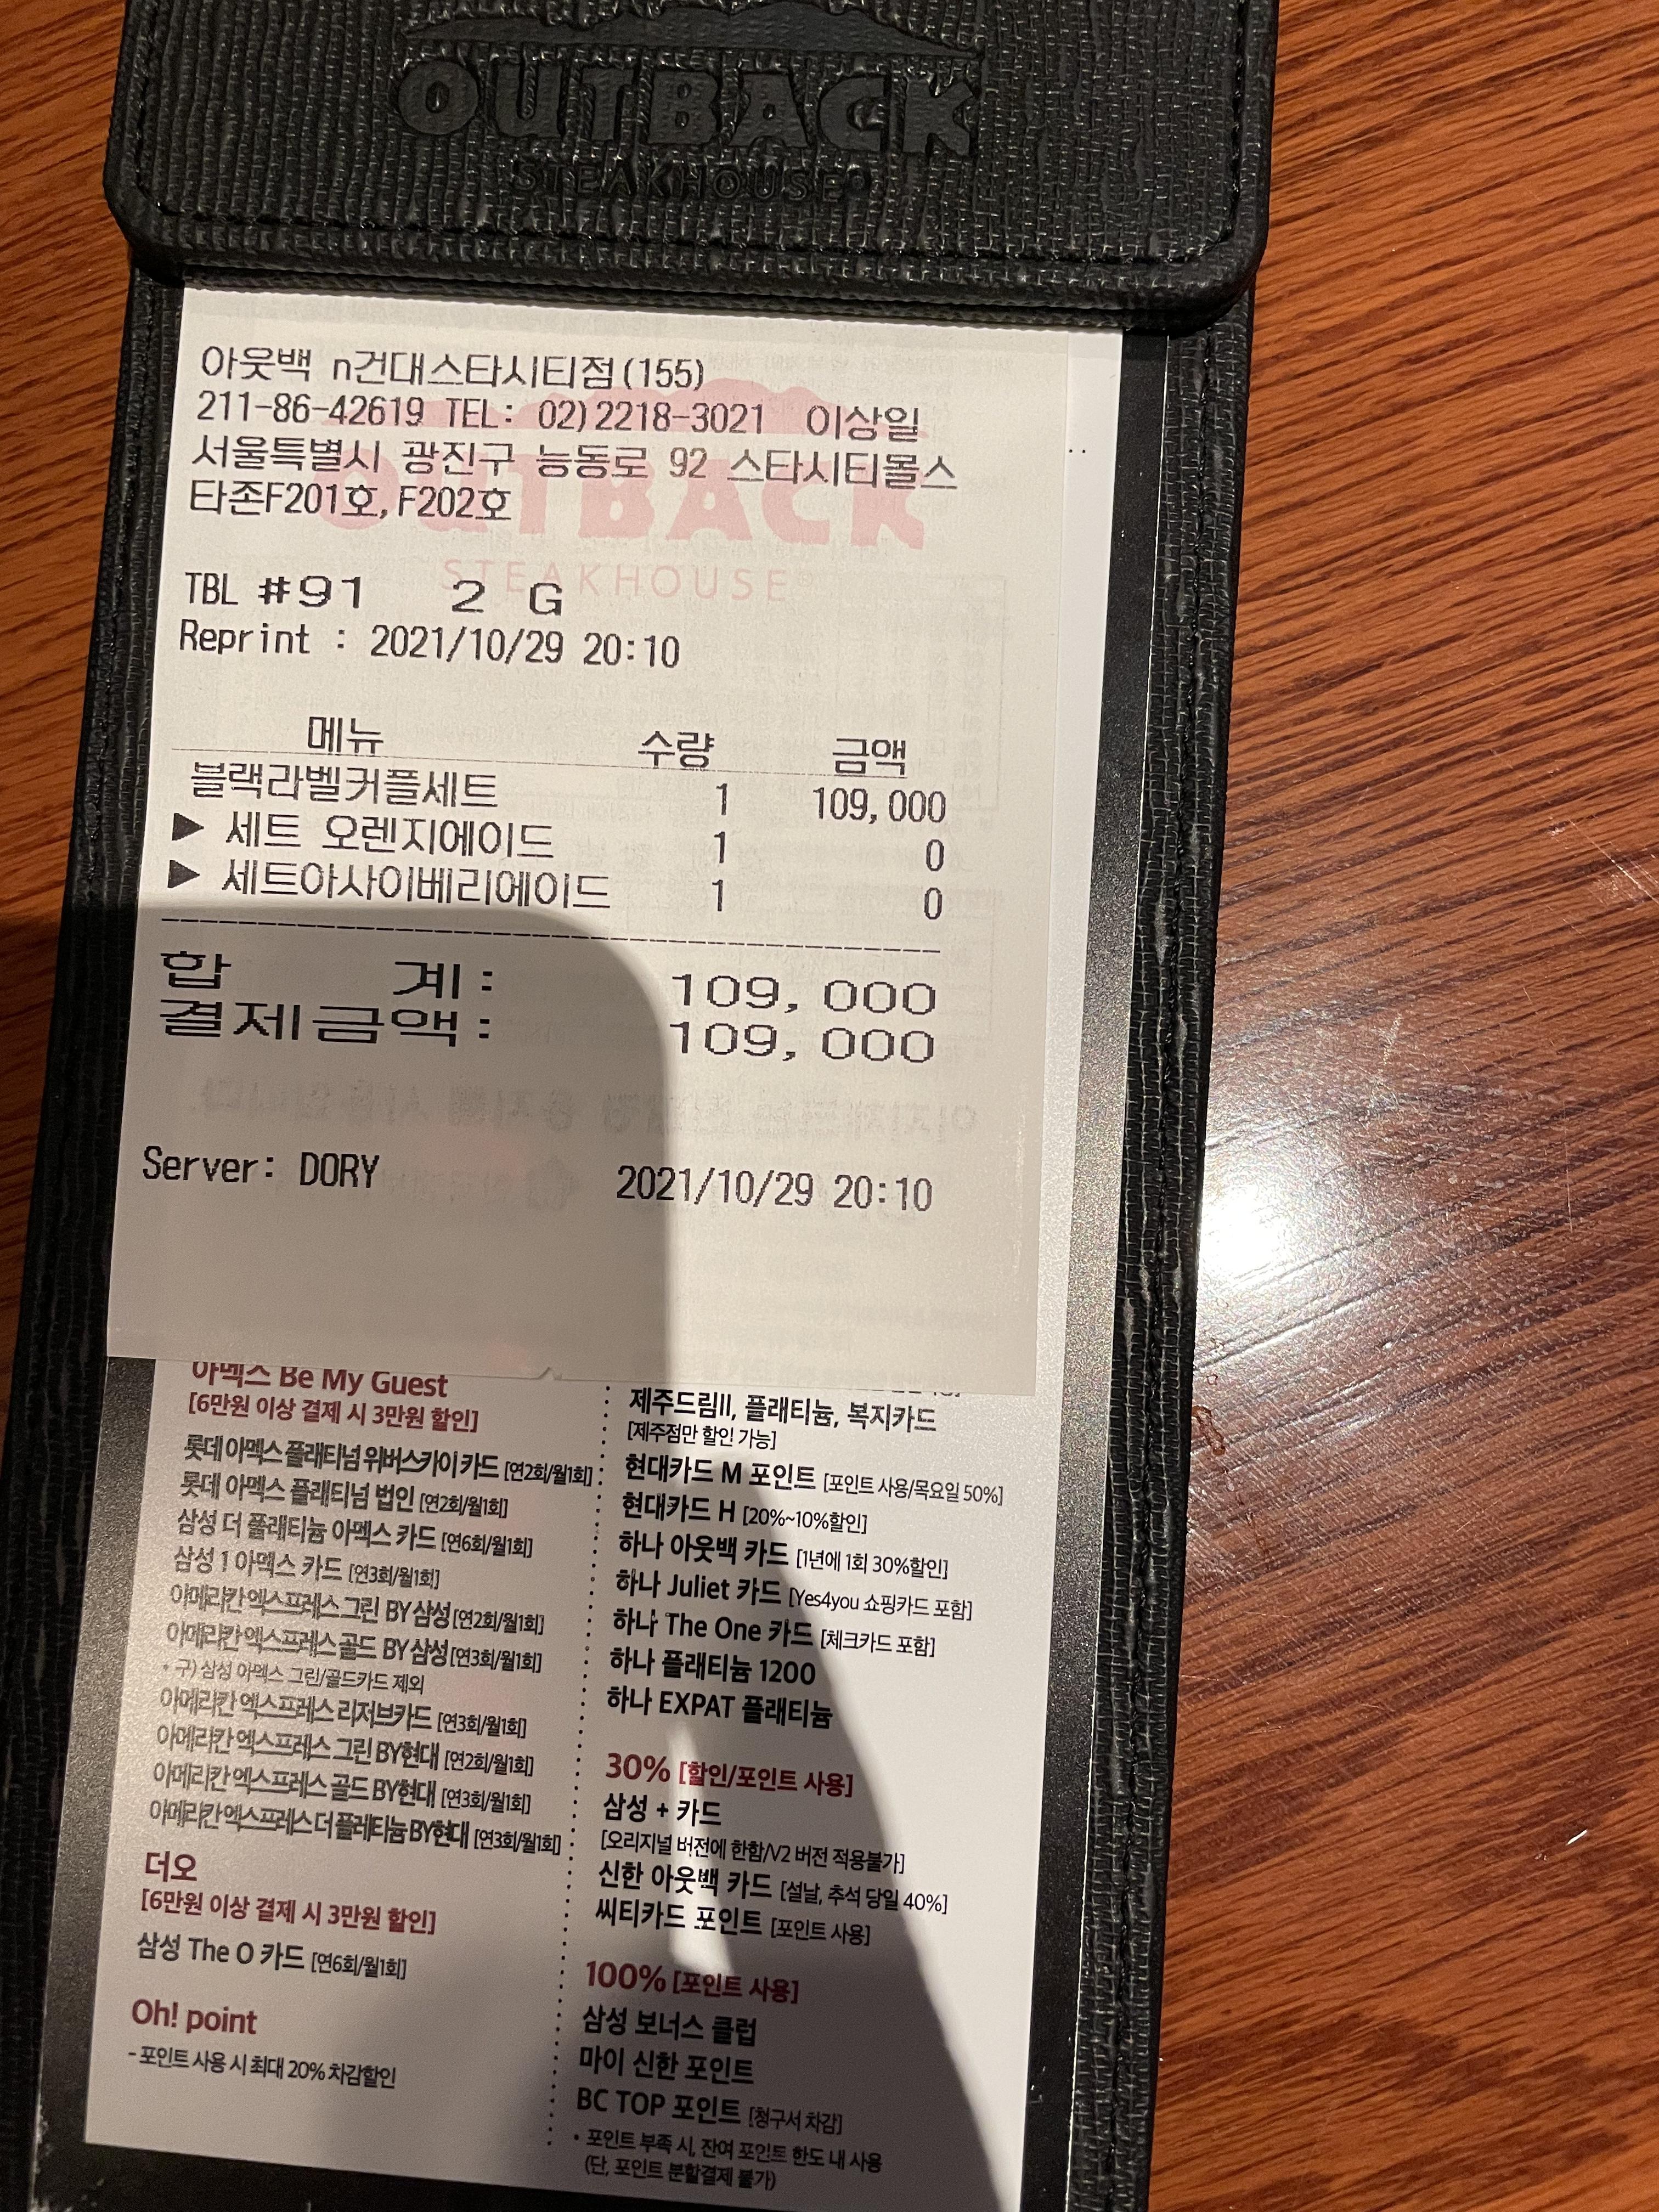 OUTBACK
STEAKHOUSE
아웃백 n건대스타시티점(155)
211-86-42619 TEL: 02)2218-3021 이상일
서울특별시 광진구 능동로 92 스타시티몰스
타존F201호,F202호
OUTBACK
STEAKHOUSE
TBL #91 2 G
Reprint : 2021/10/29 20:10
메뉴 수량 금액
블랙라벨커플세트 1 109,000
▶ 세트 오렌지에이드 1 0
▶ 세트아사이베리에이드 1 0
합 계: 109,000
결제금액: 109,000
Server: DORY 2021/10/29 20:10
아멕스 Be My Guest
[6만원 이상 결제 시 3만원 할인]
롯데 아멕스 플래티넘 위버스카이 카드 [연2회/월1회]
롯데 아멕스 플래티넘 법인 [연2회/월1회]
삼성 더 플래티늄 아멕스 카드 [연6회/월1회]
삼성 1 아멕스 카드 [연3회/월1회]
아메리칸 엑스프레스 그린 BY 삼성 [연2회/월1회]
아메리칸 엑스프레스 골드 BY 삼성 [연3회/월1회]
* 구) 삼성 아멕스 그린/골드카드 제외
아메리칸 엑스프레스 리저브카드 [연3회/월1회]
아메리칸 엑스프레스 그린 BY현대 [연2회/월1회]
아메리칸 엑스프레스 골드 BY현대 [연3회/월1회]
아메리칸 엑스프레스 더 플래티늄 BY현대 [연3회/월1회]
더오
[6만원 이상 결제 시 3만원 할인]
삼성 The O 카드 [연6회/월1회]
Oh! point
- 포인트 사용 시 최대 20% 차감할인
제주드림II, 플래티늄, 복지카드
[제주점만 할인 가능]
현대카드 M 포인트 [포인트 사용/목요일 50%]
현대카드 H [20%~10%할인]
하나 아웃백 카드 [1년에 1회 30%할인]
하나 Juliet 카드 [Yes4you 쇼핑카드 포함]
하나 The One 카드 [체크카드 포함]
하나 플래티늄 1200
하나 EXPAT 플래티늄
30% [할인/포인트 사용]
삼성 + 카드
[오리지널 버전에 한함/V2 버전 적용불가]
신한 아웃백 카드 [설날, 추석 당일 40%]
씨티카드 포인트 [포인트 사용]
100% [포인트 사용]
삼성 보너스 클럽
마이 신한 포인트
BC TOP 포인트 [청구서 차감]
• 포인트 부족 시, 잔여 포인트 한도 내 사용
(단, 포인트 분할결제 불가)